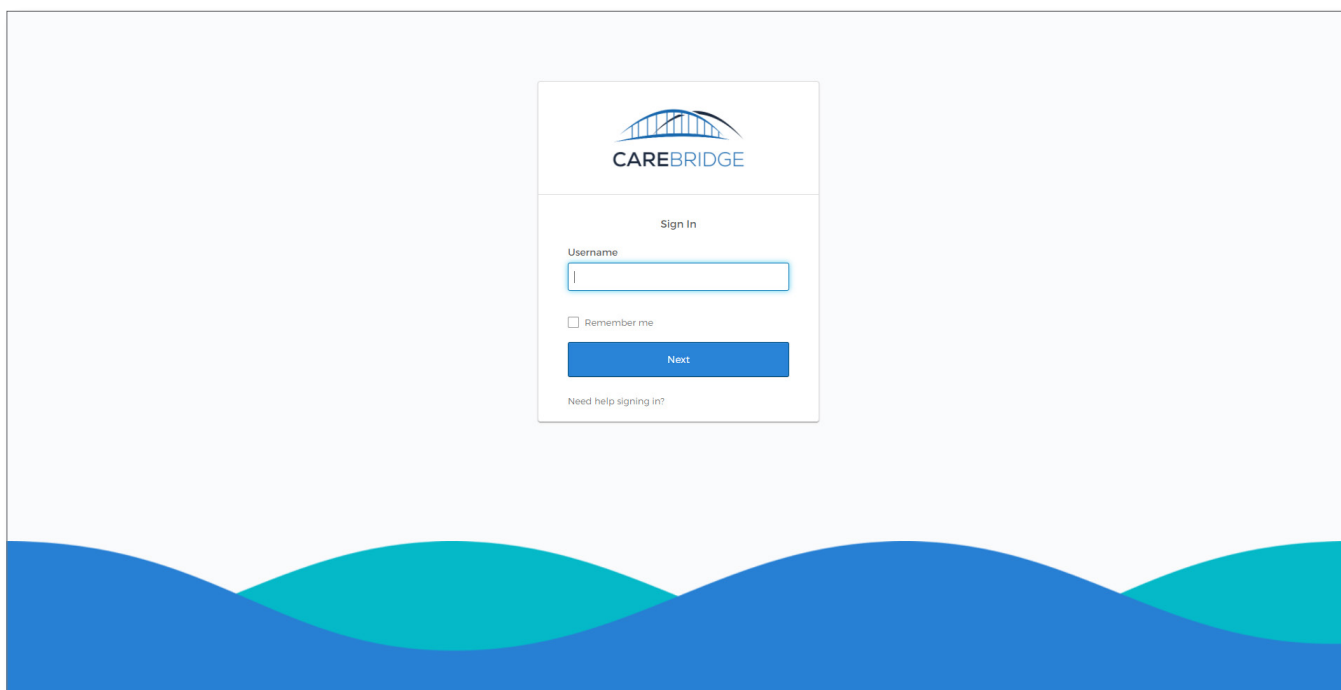 CAREBRIDGE
Sign In
Username
Remember me
Next
Need help signing in?